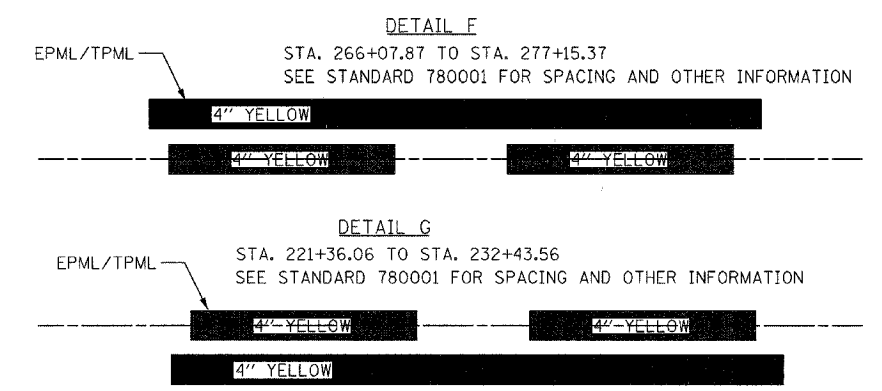 DETAIL F
EPML/TPML
STA. 266+07.87 TO STA. 277+15.37
SEE STANDARD 780001 FOR SPACING AND OTHER INFORMATION
4" YELLOW
4" YELLOW 4" YELLOW
DETAIL G
EPML/TPML
STA. 221+36.06 TO STA. 232+43.56
SEE STANDARD 780001 FOR SPACING AND OTHER INFORMATION
4" YELLOW 4" YELLOW
4" YELLOW